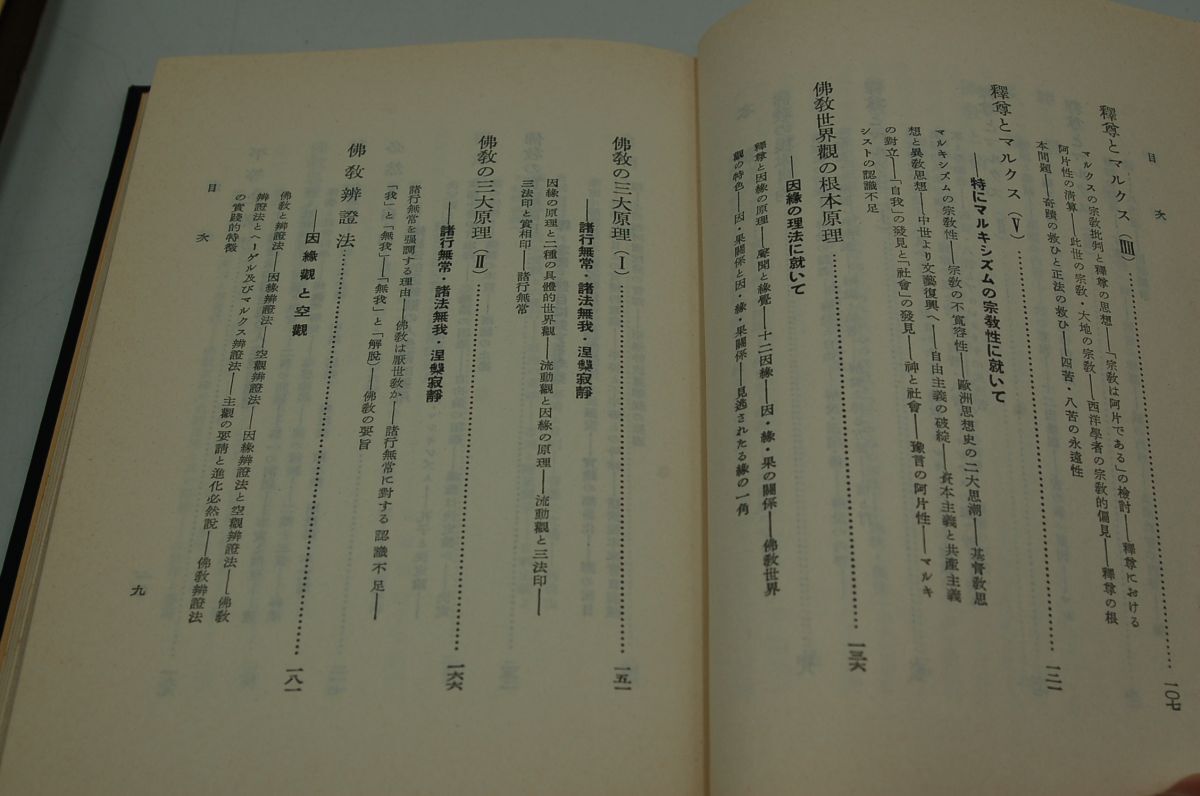 目次
釋尊とマルクス(Ⅲ)……一〇七
マルクスの宗教批判と釋尊の思想――「宗教は阿片である」の檢討――釋尊における
阿片性の淸算――此世の宗教・大地の宗教――西洋學者の宗教的偏見――釋尊の根
本問題――奇蹟の救ひと正法の救ひ――四苦・八苦の永遠性
釋尊とマルクス(Ⅴ)……一二一
――特にマルキシズムの宗教性に就いて
マルキシズムの宗教性――宗教の不寬容性――歐洲思想史の二大思潮――基督敎思
想と異敎思想――中世より文藝復興へ――自由主義の破綻――資本主義と共產主義
の對立――「自我」の發見と「社會」の發見――神と社會――豫言の阿片性――マルキ
シストの認識不足
佛敎世界觀の根本原理……一三六
――因緣の理法に就いて
釋尊と因緣の原理――聲聞と緣覺――十二因緣――因・緣・果の關係――佛敎世界
觀の特色――因・果關係と因・緣・果關係――見逃されたる緣の一角
佛敎の三大原理(Ⅰ)……一五一
――諸行無常・諸法無我・涅槃寂靜
因緣の原理と二種の具體的世界觀――流動觀と因緣の原理――流動觀と三法印――
三法印と實相印――諸行無常
佛敎の三大原理(Ⅱ)……一六六
――諸行無常・諸法無我・涅槃寂靜
諸行無常を强調する理由――佛敎は厭世敎か――諸行無常に對する認識不足――
「我」と「無我」――「無我」と「解脫」――佛敎の要旨
佛敎辨證法……一八一
――因緣觀と空觀
佛敎と辨證法――因緣辨證法――空觀辨證法――因緣辨證法と空觀辨證法――佛敎
辨證法とヘーゲル及びマルクス辨證法――主觀の要請と進化必然說――佛敎辨證法
の實踐的特徵
目次
九